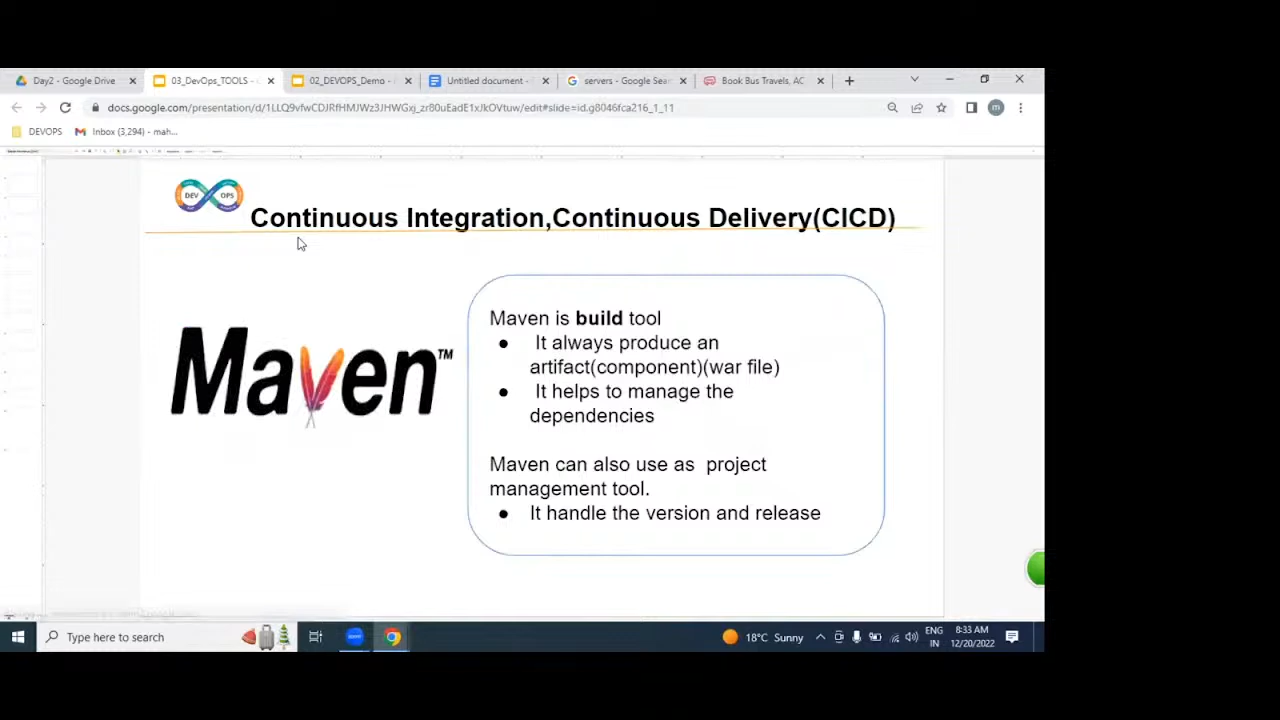 Day2 - Google Drive
03_DevOps_TOOLS -
02_DEVOPS_Demo -
Untitled document -
servers - Google Sear
Book Bus Travels, AC
docs.google.com/presentation/d/1LLQ9vfwCDJRfHMJWz3JHWGxj_zr80uEadE1xJkOVtuw/edit#slide=id.g8046fca216_1_11
m
DEVOPS
Inbox (3,294) - mah...
DEV OPS
Continuous Integration,Continuous Delivery(CICD)
Maven™
Maven is build tool
● It always produce an
artifact(component)(war file)
● It helps to manage the
dependencies
Maven can also use as project
management tool.
● It handle the version and release
Type here to search
18°C Sunny
ENG
IN
8:33 AM
12/20/2022